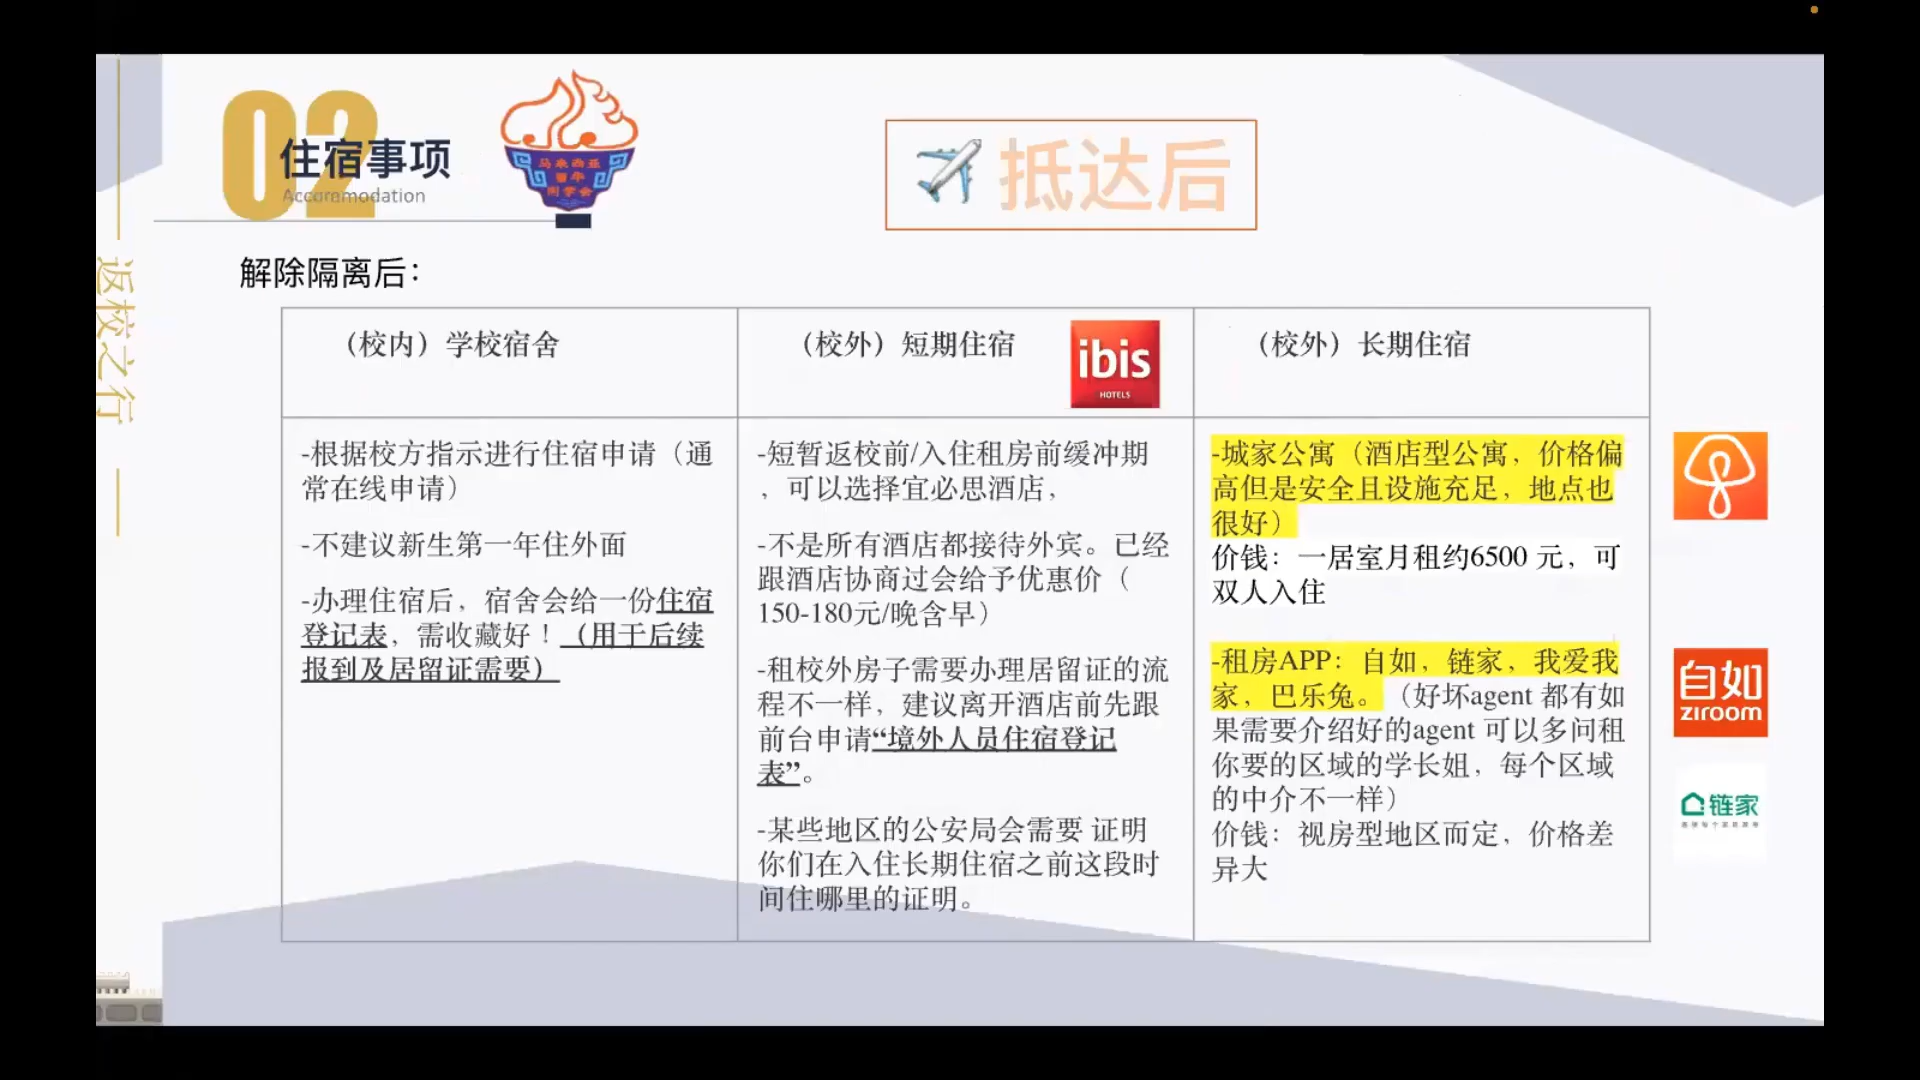 02
住宿事项
Accoremodation
马来西亚
留华
同学会
抵达后
返校之行
解除隔离后：
（校内）学校宿舍
（校外）短期住宿
ibis
HOTELS
（校外）长期住宿
-根据校方指示进行住宿申请（通
常在线申请）
-不建议新生第一年住外面
-办理住宿后，宿舍会给一份住宿
登记表，需收藏好！（用于后续
报到及居留证需要）
-短暂返校前/入住租房前缓冲期
，可以选择宜必思酒店，
-不是所有酒店都接待外宾。已经
跟酒店协商过会给予优惠价（
150-180元/晚含早）
-租校外房子需要办理居留证的流
程不一样，建议离开酒店前先跟
前台申请“境外人员住宿登记
表”。
-某些地区的公安局会需要 证明
你们在入住长期住宿之前这段时
间住哪里的证明。
-城家公寓（酒店型公寓，价格偏
高但是安全且设施充足，地点也
很好）
价钱：一居室月租约6500 元，可
双人入住
-租房APP：自如，链家，我爱我
家，巴乐兔。（好坏agent 都有如
果需要介绍好的agent 可以多问租
你要的区域的学长姐，每个区域
的中介不一样）
价钱：视房型地区而定，价格差
异大
自如
ziroom
链家